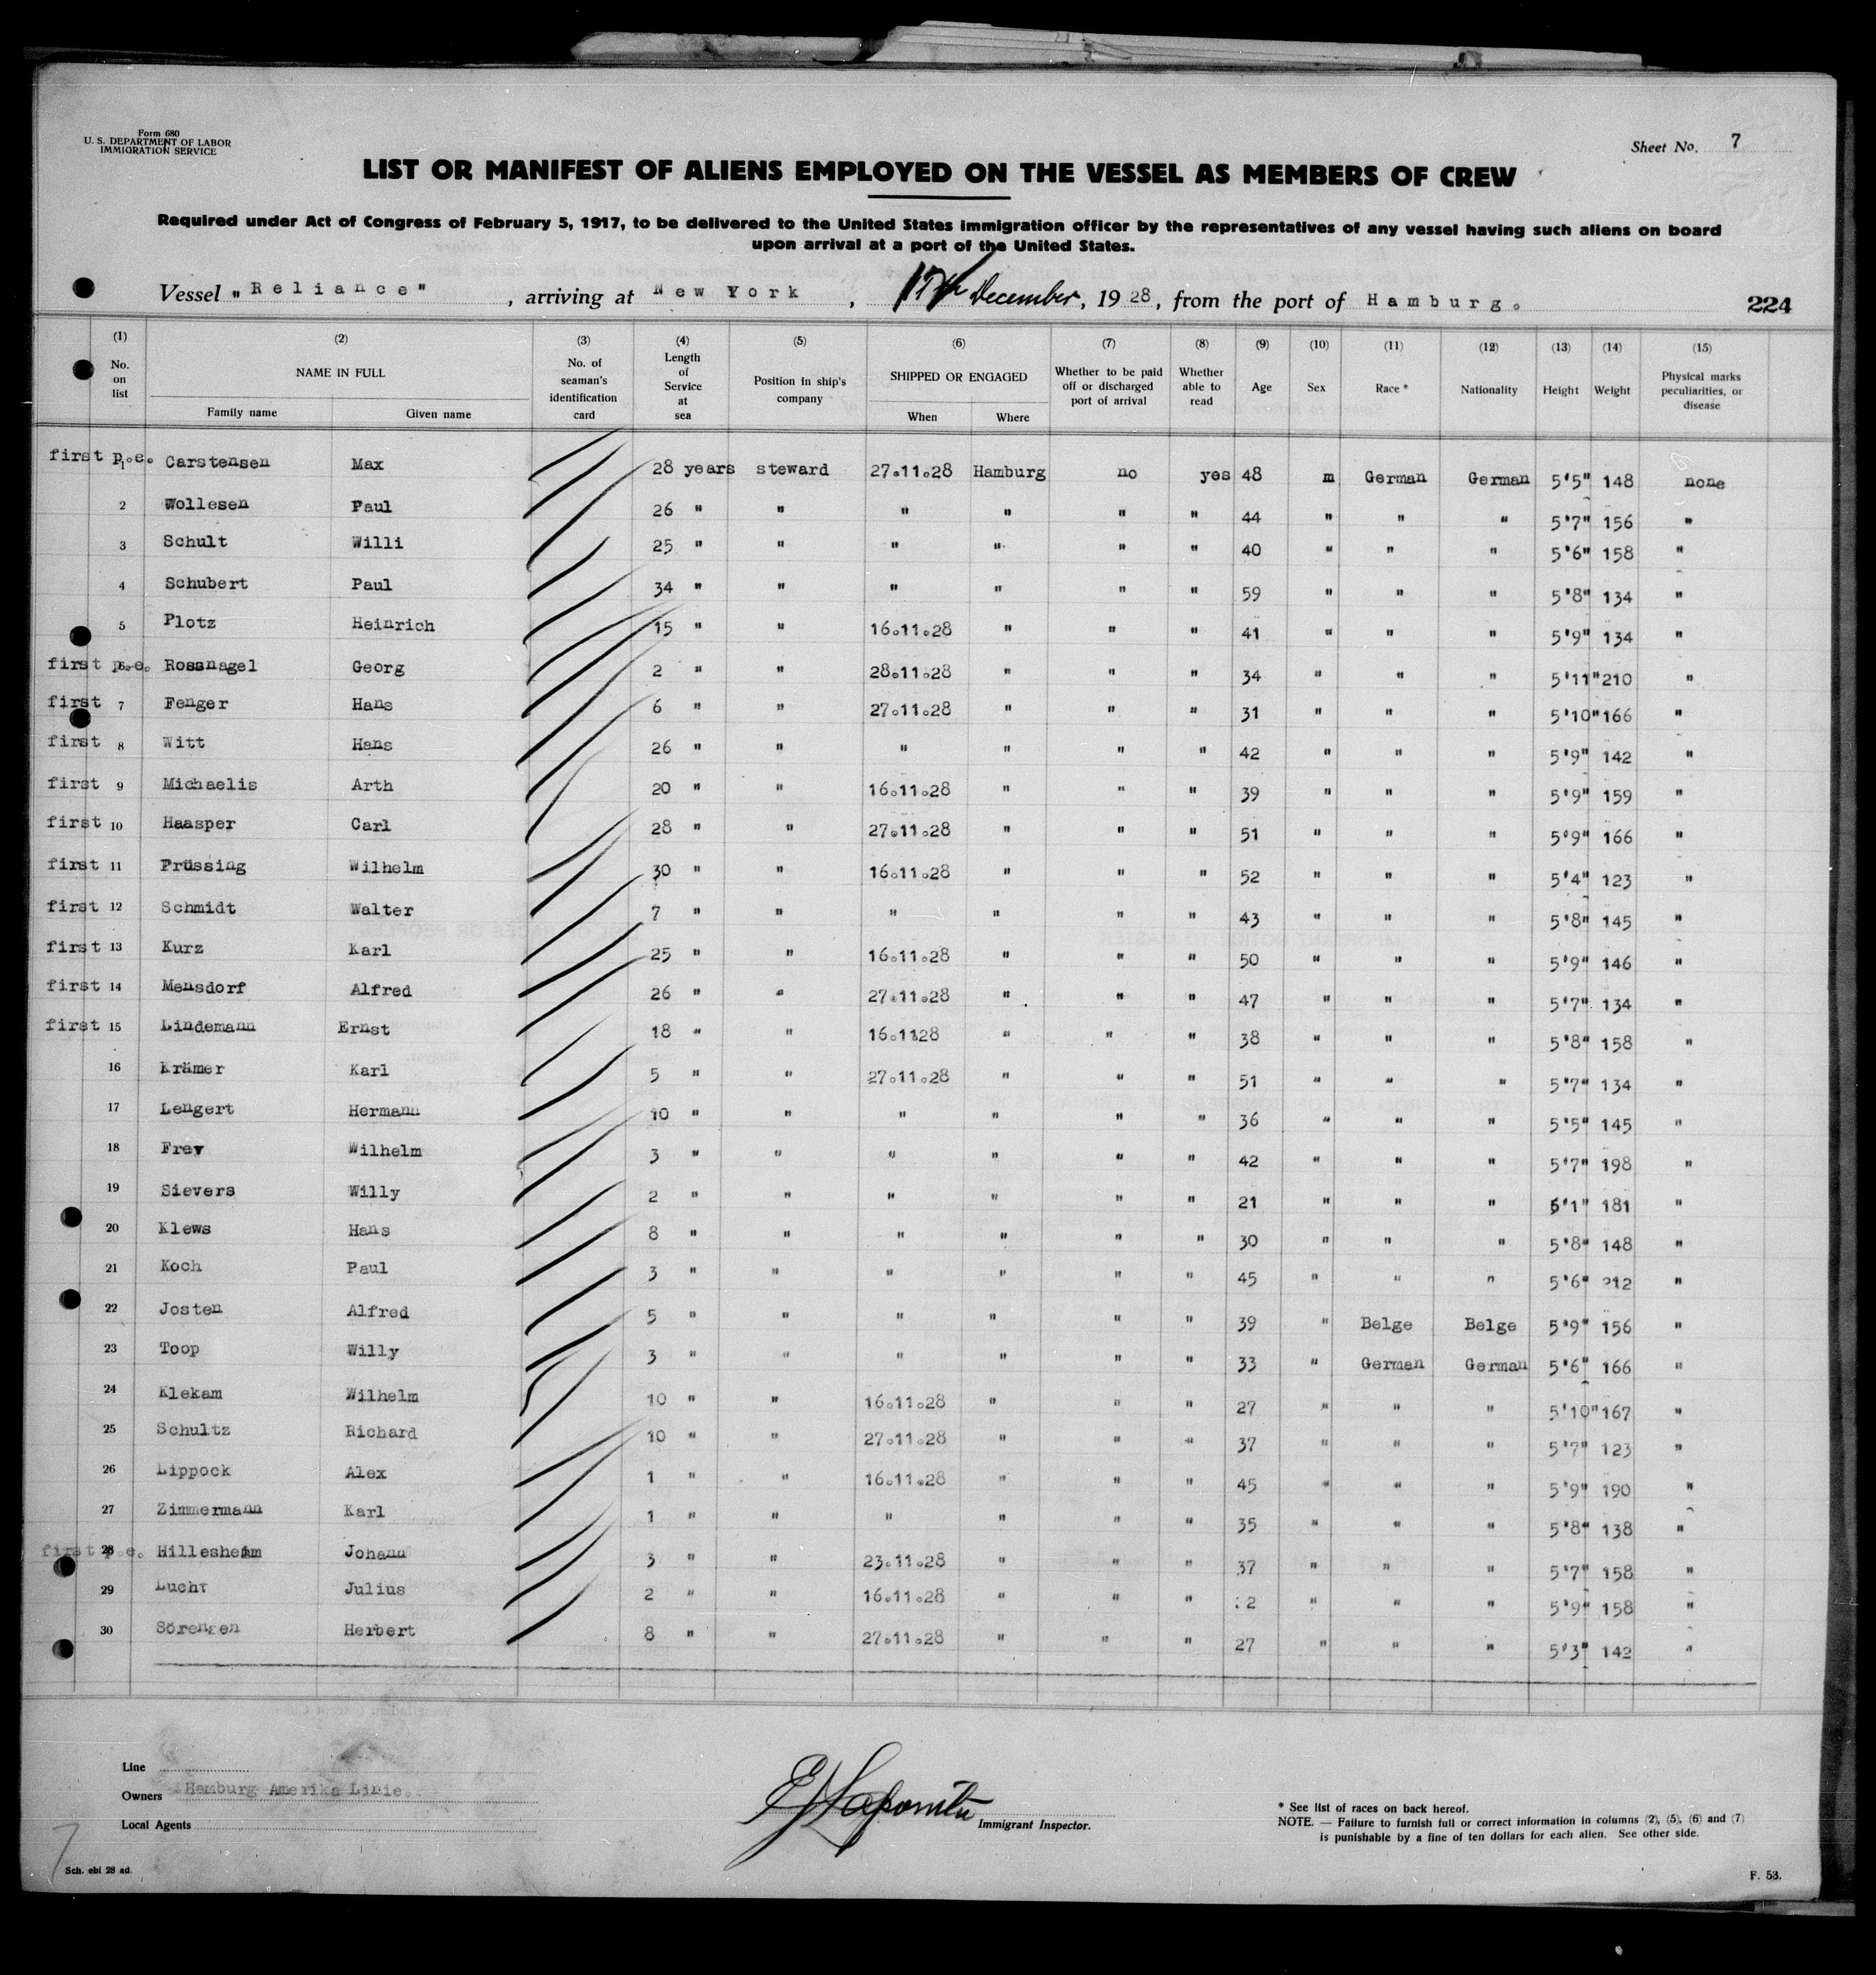 Form 680
U. S. DEPARTMENT OF LABOR
IMMIGRATION SERVICE
Sheet No. 7
LIST OR MANIFEST OF ALIENS EMPLOYED ON THE VESSEL AS MEMBERS OF CREW
Required under Act of Congress of February 5, 1917, to be delivered to the United States immigration officer by the representatives of any vessel having such aliens on board
upon arrival at a port of the United States.
Vessel "Reliance", arriving at New York, 17th December, 1928, from the port of Hamburg.
224
(1) (2) (3) (4) (5) (6) (7) (8) (9) (10) (11) (12) (13) (14) (15)
No. on list NAME IN FULL Family name Given name No. of seaman's identification card Length of Service at sea Position in ship's company SHIPPED OR ENGAGED When Where Whether to be paid off or discharged port of arrival Whether able to read Age Sex Race * Nationality Height Weight Physical marks peculiarities, or disease
first p.e. 1 Carstensen Max 28 years steward 27.11.28 Hamburg no yes 48 m German German 5'5" 148 none
2 Wollesen Paul 26 " " " " " " 44 " " " 5'7" 156 "
3 Schult Willi 25 " " " " " " 40 " " " 5'6" 158 "
4 Schubert Paul 34 " " " " " " 59 " " " 5'8" 134 "
5 Plotz Heinrich 15 " " 16.11.28 " " " 41 " " " 5'9" 134 "
first p.e. 6 Rossnagel Georg 2 " " 28.11.28 " " " 34 " " " 5'11" 210 "
first 7 Fenger Hans 6 " " 27.11.28 " " " 31 " " " 5'10" 166 "
first 8 Witt Hans 26 " " " " " " 42 " " " 5'9" 142 "
first 9 Michaelis Arth 20 " " 16.11.28 " " " 39 " " " 5'9" 159 "
first 10 Haasper Carl 28 " " 27.11.28 " " " 51 " " " 5'9" 166 "
first 11 Prüssing Wilhelm 30 " " 16.11.28 " " " 52 " " " 5'4" 123 "
first 12 Schmidt Walter 7 " " " " " " 43 " " " 5'8" 145 "
first 13 Kurz Karl 25 " " 16.11.28 " " " 50 " " " 5'9" 146 "
first 14 Mensdorf Alfred 26 " " 27.11.28 " " " 47 " " " 5'7" 134 "
first 15 Lindemann Ernst 18 " " 16.1128 " " " 38 " " " 5'8" 158 "
16 Krämer Karl 5 " " 27.11.28 " " " 51 " " " 5'7" 134 "
17 Lengert Hermann 10 " " " " " " 36 " " " 5'5" 145 "
18 Frey Wilhelm 3 " " " " " " 42 " " " 5'7" 198 "
19 Sievers Willy 2 " " " " " " 21 " " " 5'1" 181 "
20 Klews Hans 8 " " " " " " 30 " " " 5'8" 148 "
21 Koch Paul 3 " " " " " " 45 " " " 5'6" 212 "
22 Josten Alfred 5 " " " " " " 39 " Belge Belge 5'9" 156 "
23 Toop Willy 3 " " " " " " 33 " German German 5'6" 166 "
24 Klekam Wilhelm 10 " " 16.11.28 " " " 27 " " " 5'10" 167 "
25 Schultz Richard 10 " " 27.11.28 " " " 37 " " " 5'7" 123 "
26 Lippock Alex 1 " " 16.11.28 " " " 45 " " " 5'9" 190 "
27 Zimmermann Karl 1 " " " " " " 35 " " " 5'8" 138 "
first p.e. 28 Hillesheim Johann 3 " " 23.11.28 " " " 37 " " " 5'7" 158 "
29 Lucht Julius 2 " " 16.11.28 " " " " " " 5'9" 158 "
30 Sörensen Herbert 8 " " 27.11.28 " " " 27 " " " 5'3" 142 "
Line
Owners Hamburg Amerika Linie.
Local Agents
Immigrant Inspector.
* See list of races on back hereof.
NOTE. — Failure to furnish full or correct information in columns (2), (5), (6) and (7)
is punishable by a fine of ten dollars for each alien. See other side.
7
Sch. ebi 28 ad.
F. 53.